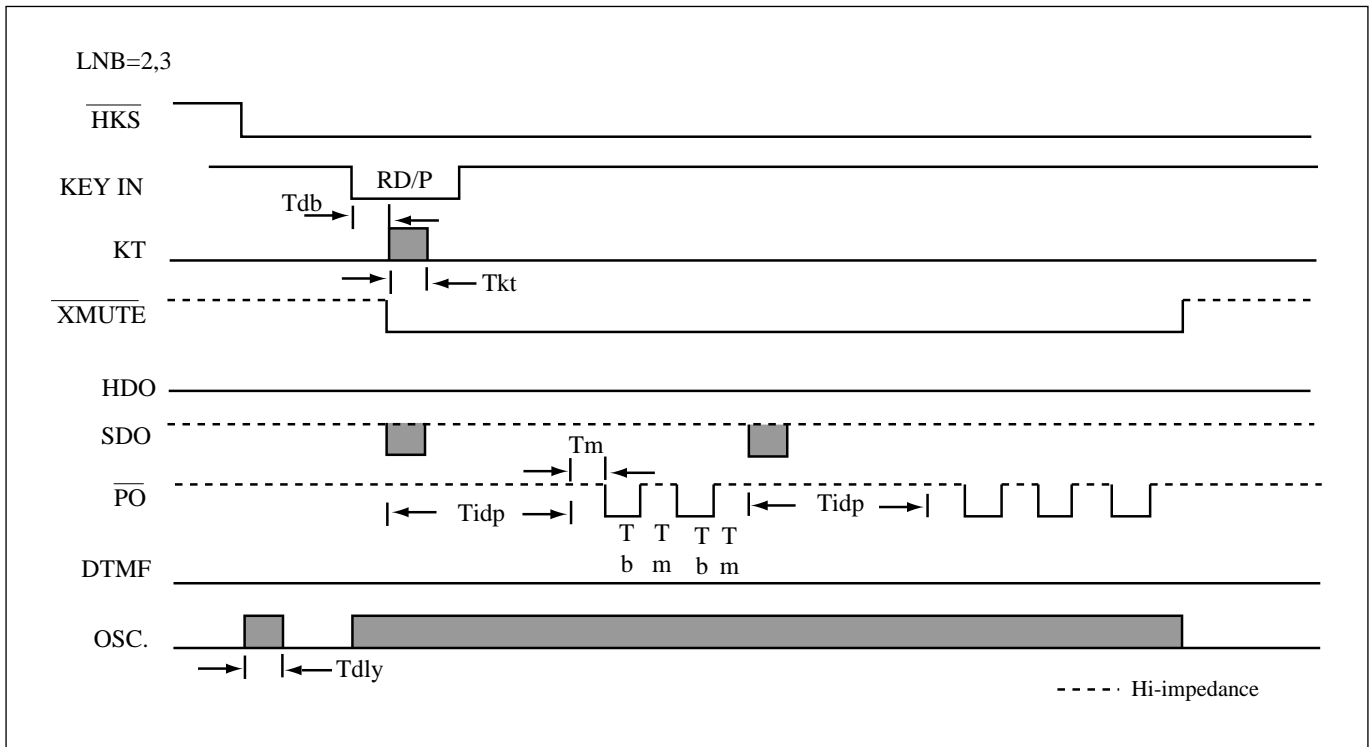 LNB=2,3
HKS
KEY IN
RD/P
Tdb
KT
Tkt
XMUTE
HDO
SDO
Tm
PO
Tidp
Tidp
T T T T
b m b m
DTMF
OSC.
Tdly
Hi-impedance